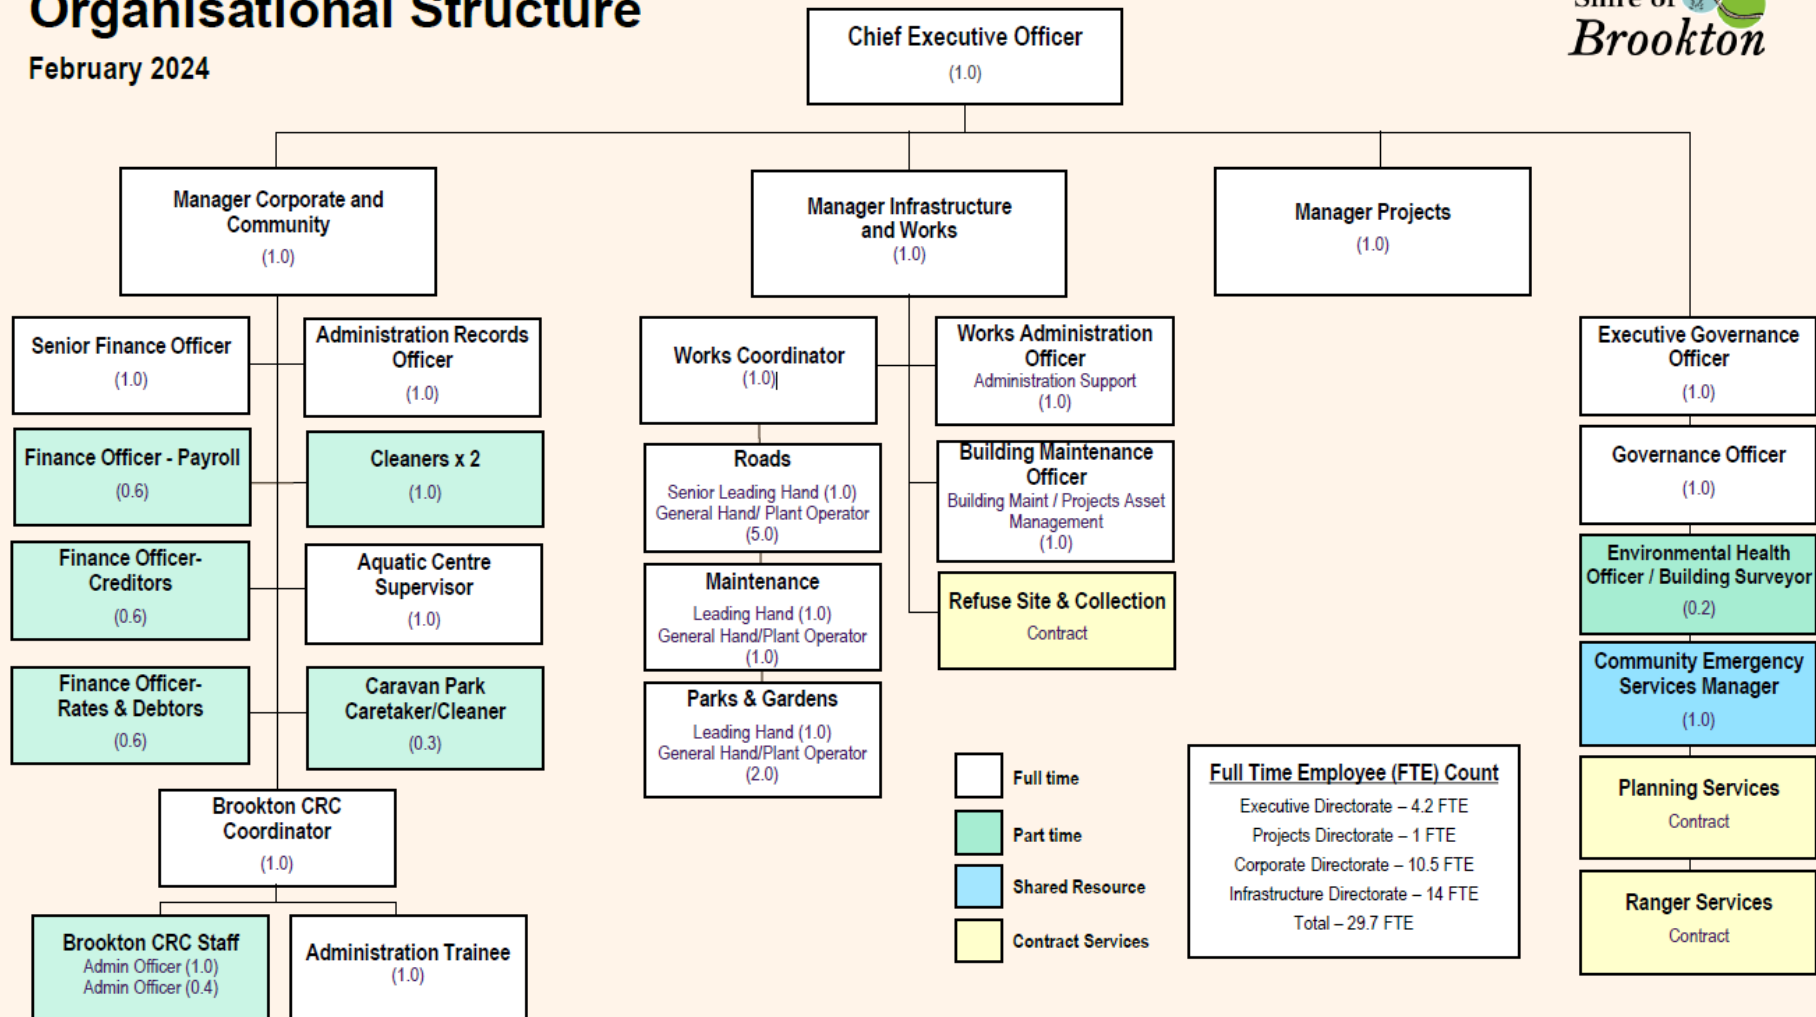 Organisational Structure
February 2024
Shire of
Brookton
Chief Executive Officer
(1.0)
Manager Corporate and
Community
(1.0)
Manager Infrastructure
and Works
(1.0)
Manager Projects
(1.0)
Senior Finance Officer
(1.0)
Administration Records
Officer
(1.0)
Finance Officer - Payroll
(0.6)
Cleaners x 2
(1.0)
Finance Officer-
Creditors
(0.6)
Aquatic Centre
Supervisor
(1.0)
Finance Officer-
Rates & Debtors
(0.6)
Caravan Park
Caretaker/Cleaner
(0.3)
Brookton CRC
Coordinator
(1.0)
Brookton CRC Staff
Admin Officer (1.0)
Admin Officer (0.4)
Administration Trainee
(1.0)
Works Coordinator
(1.0)
Roads
Senior Leading Hand (1.0)
General Hand/ Plant Operator
(5.0)
Maintenance
Leading Hand (1.0)
General Hand/Plant Operator
(1.0)
Parks & Gardens
Leading Hand (1.0)
General Hand/Plant Operator
(2.0)
Works Administration
Officer
Administration Support
(1.0)
Building Maintenance
Officer
Building Maint / Projects Asset
Management
(1.0)
Refuse Site & Collection
Contract
Executive Governance
Officer
(1.0)
Governance Officer
(1.0)
Environmental Health
Officer / Building Surveyor
(0.2)
Community Emergency
Services Manager
(1.0)
Planning Services
Contract
Ranger Services
Contract
Full time
Part time
Shared Resource
Contract Services
Full Time Employee (FTE) Count
Executive Directorate – 4.2 FTE
Projects Directorate – 1 FTE
Corporate Directorate – 10.5 FTE
Infrastructure Directorate – 14 FTE
Total – 29.7 FTE